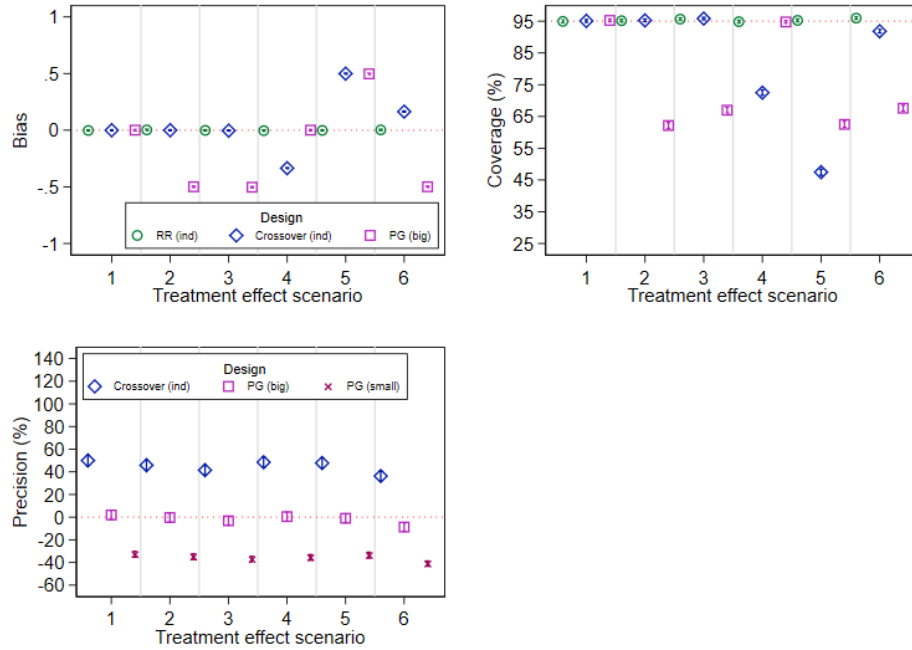 1
.5
0
-.5
-1
Bias
Design
RR (ind) Crossover (ind) PG (big)
1 2 3 4 5 6
Treatment effect scenario
95
85
75
65
55
45
35
25
Coverage (%)
1 2 3 4 5 6
Treatment effect scenario
140
120
100
80
60
40
20
0
-20
-40
-60
Precision (%)
Design
Crossover (ind) PG (big) PG (small)
1 2 3 4 5 6
Treatment effect scenario